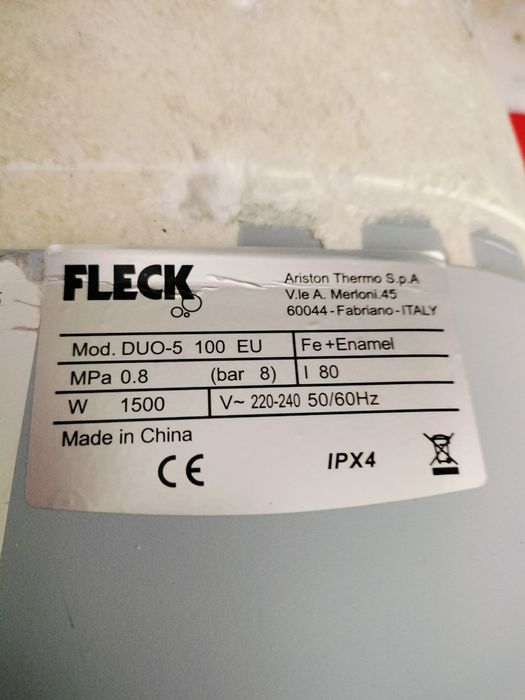 FLECK
Ariston Thermo S.p.A
V.le A. Merloni.45
60044-Fabriano-ITALY
Mod. DUO-5 100 EU Fe+Enamel
MPa 0.8 (bar 8) l 80
W 1500 V~ 220-240 50/60Hz
Made in China
CE IPX4